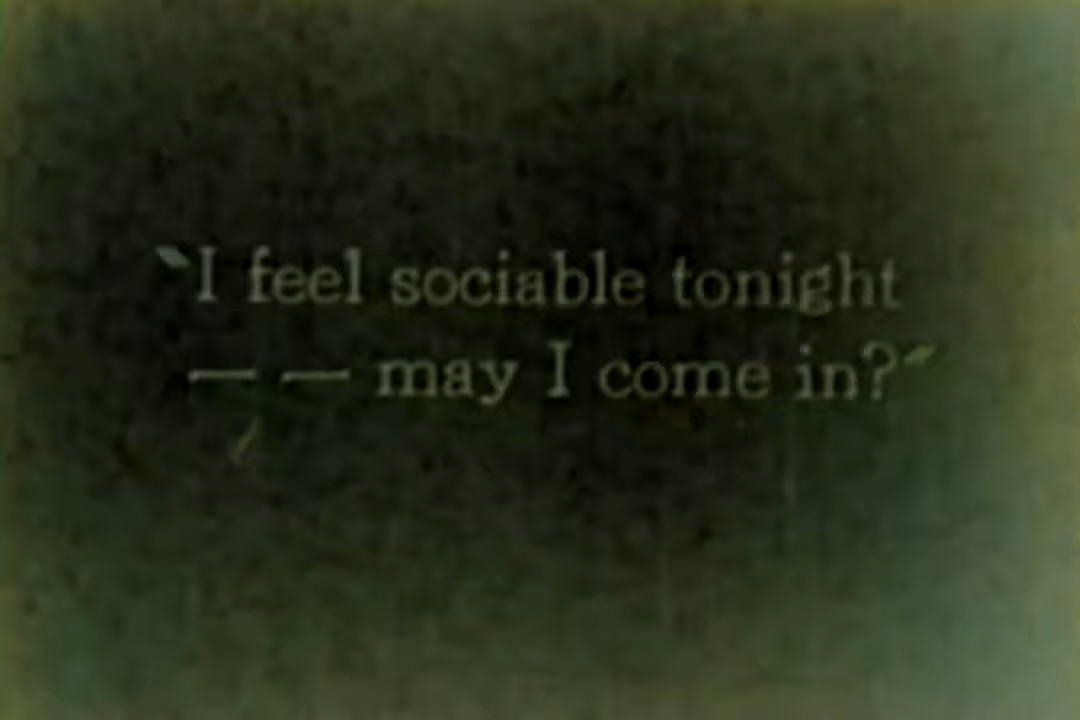 "I feel sociable tonight
— — may I come in?"